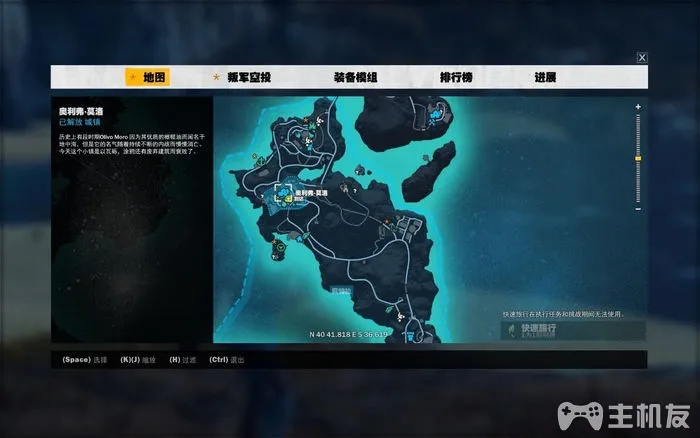 X
* 地图
* 叛军空投
装备模组
排行榜
进展
奥利弗·莫洛
已解放 城镇
历史上有段时期Olivo Moro 因为其优质的橄榄油而闻名于
地中海，但是它的名气随着持续不断的内战而慢慢消亡。
今天这个小镇是以瓦砾，涂鸦还有废弃建筑而衰败了。
奥利弗·莫洛
N 40 41.818 E 5 36.619
快速旅行在执行任务和挑战期间无法使用。
快速旅行
(Space) 选择
(K)(J) 缩放
(H) 过滤
(Ctrl) 退出
主机友